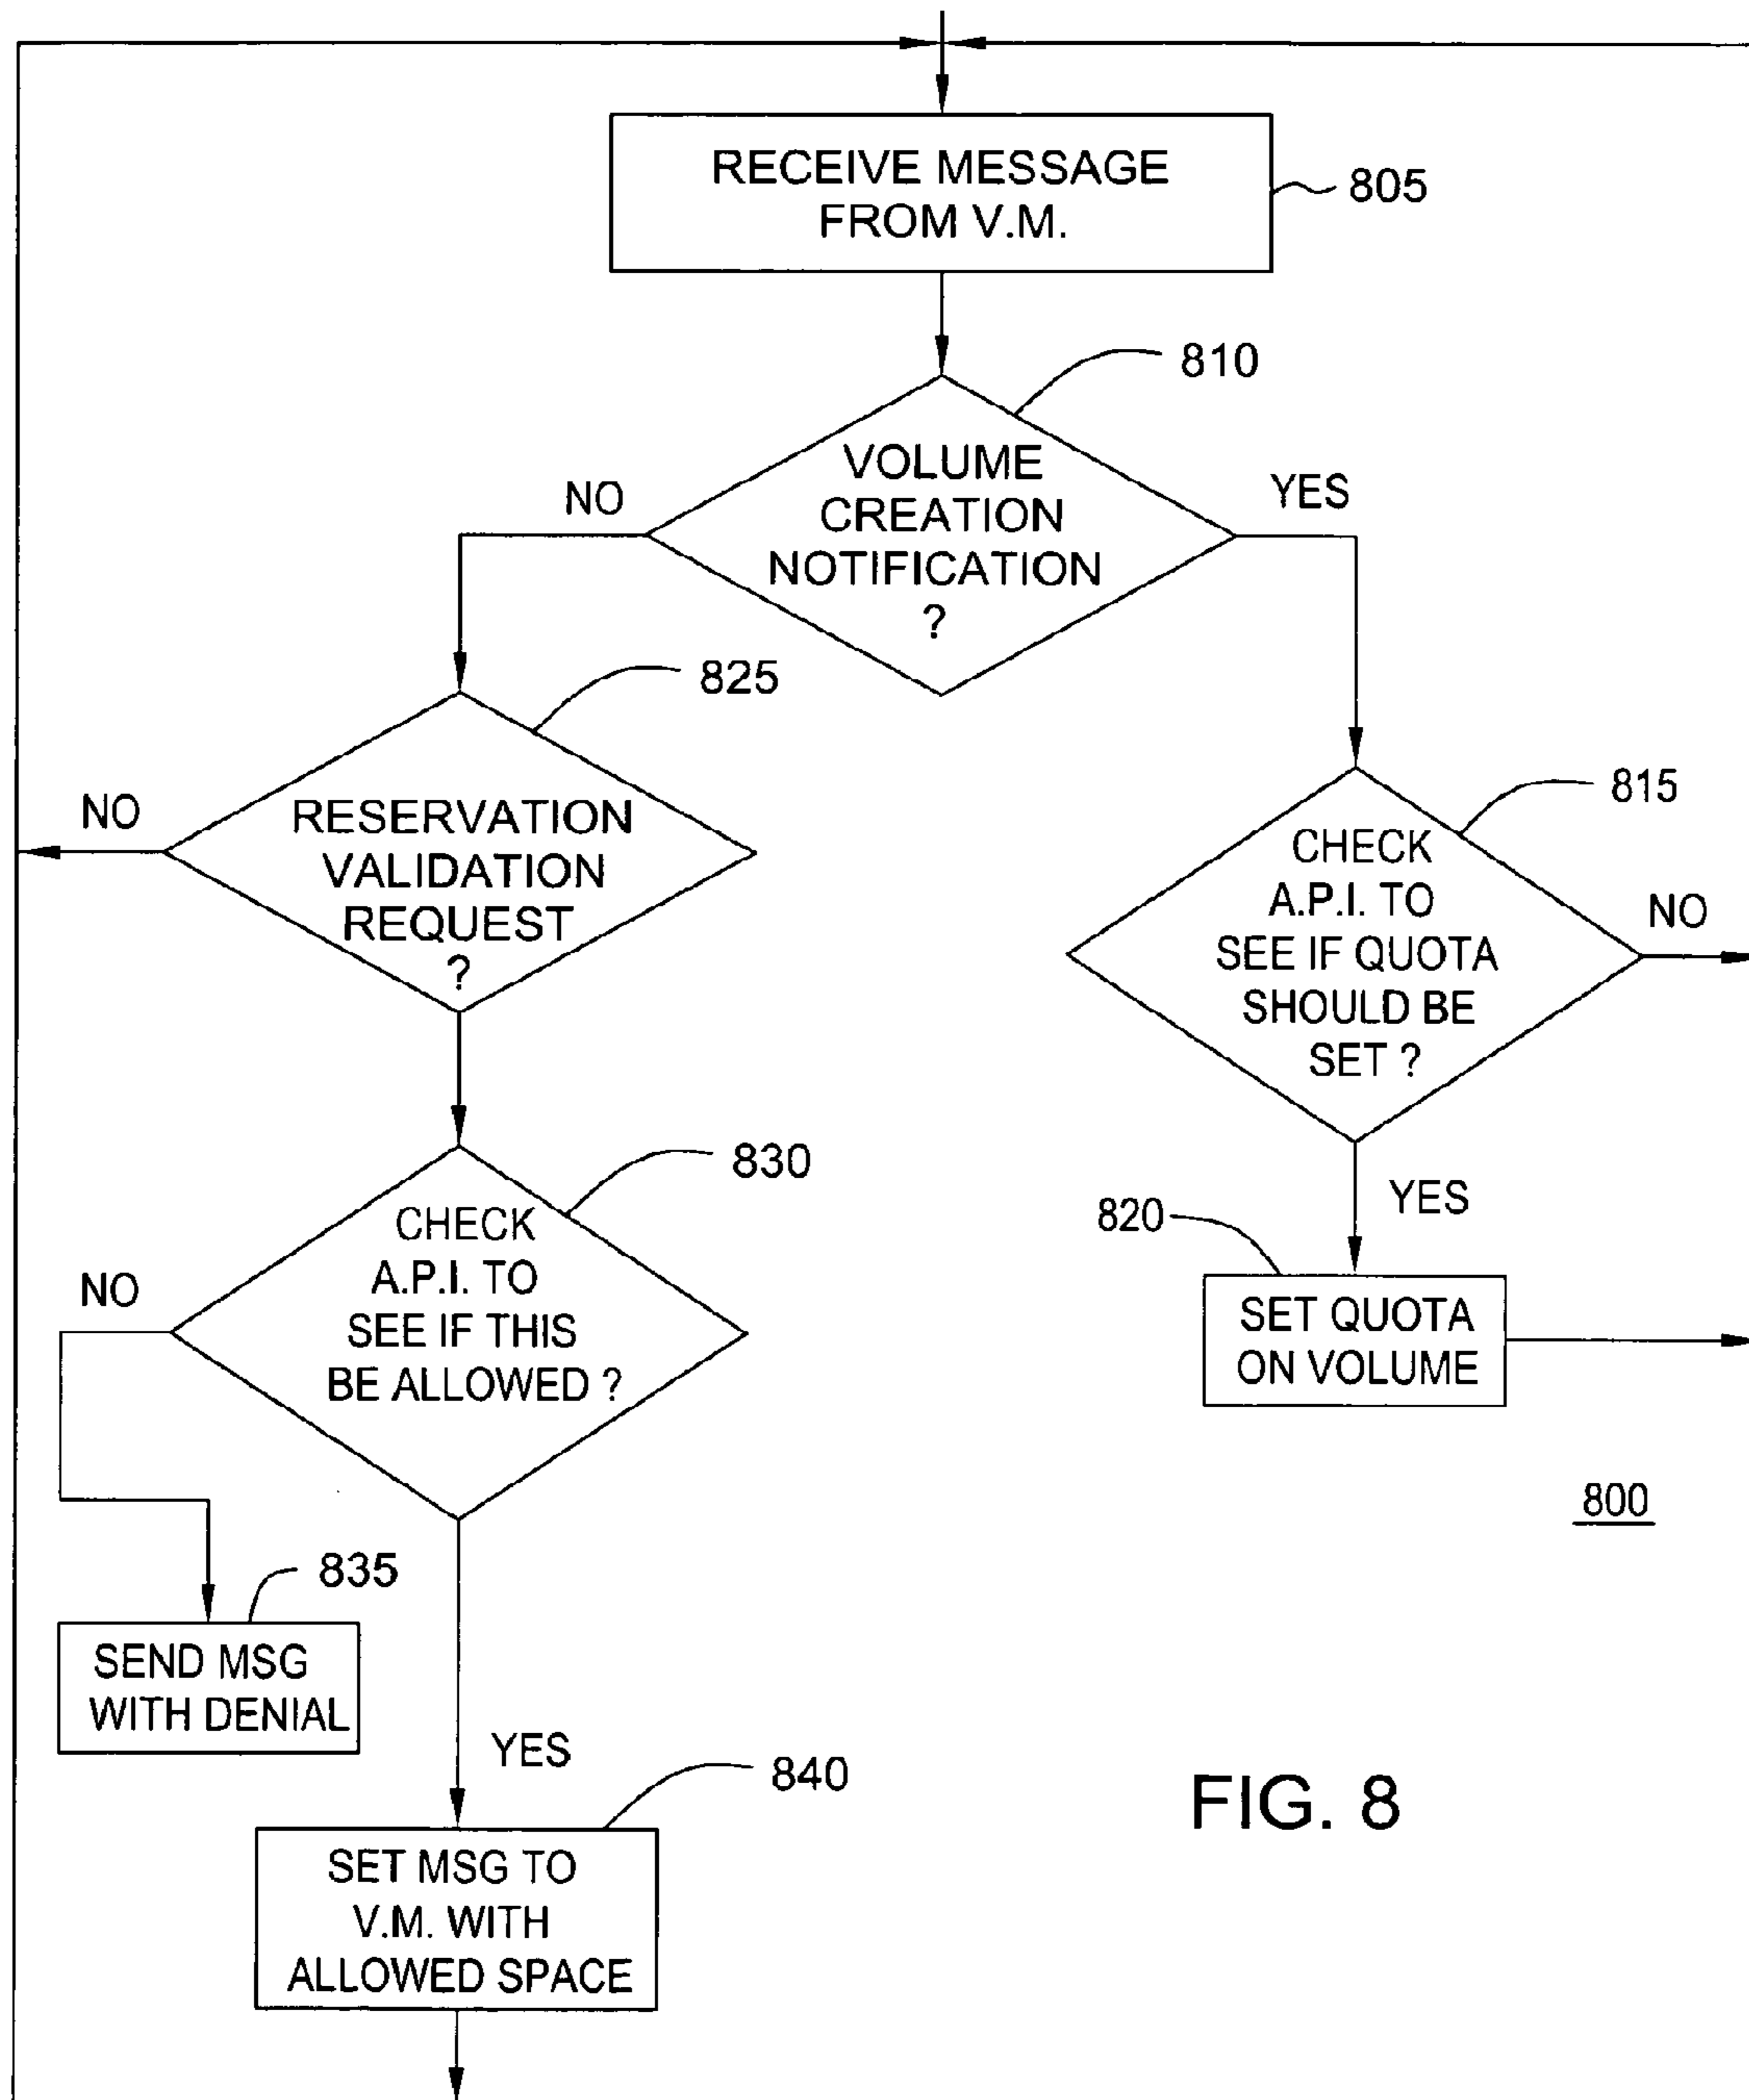 RECEIVE MESSAGE
FROM V.M.
805
810
VOLUME
CREATION
NOTIFICATION
?
NO
YES
825
RESERVATION
VALIDATION
REQUEST
?
NO
815
CHECK
A.P.I. TO
SEE IF QUOTA
SHOULD BE
SET ?
NO
YES
820
SET QUOTA
ON VOLUME
830
CHECK
A.P.I. TO
SEE IF THIS
BE ALLOWED ?
NO
800
835
SEND MSG
WITH DENIAL
YES
840
SET MSG TO
V.M. WITH
ALLOWED SPACE
FIG. 8